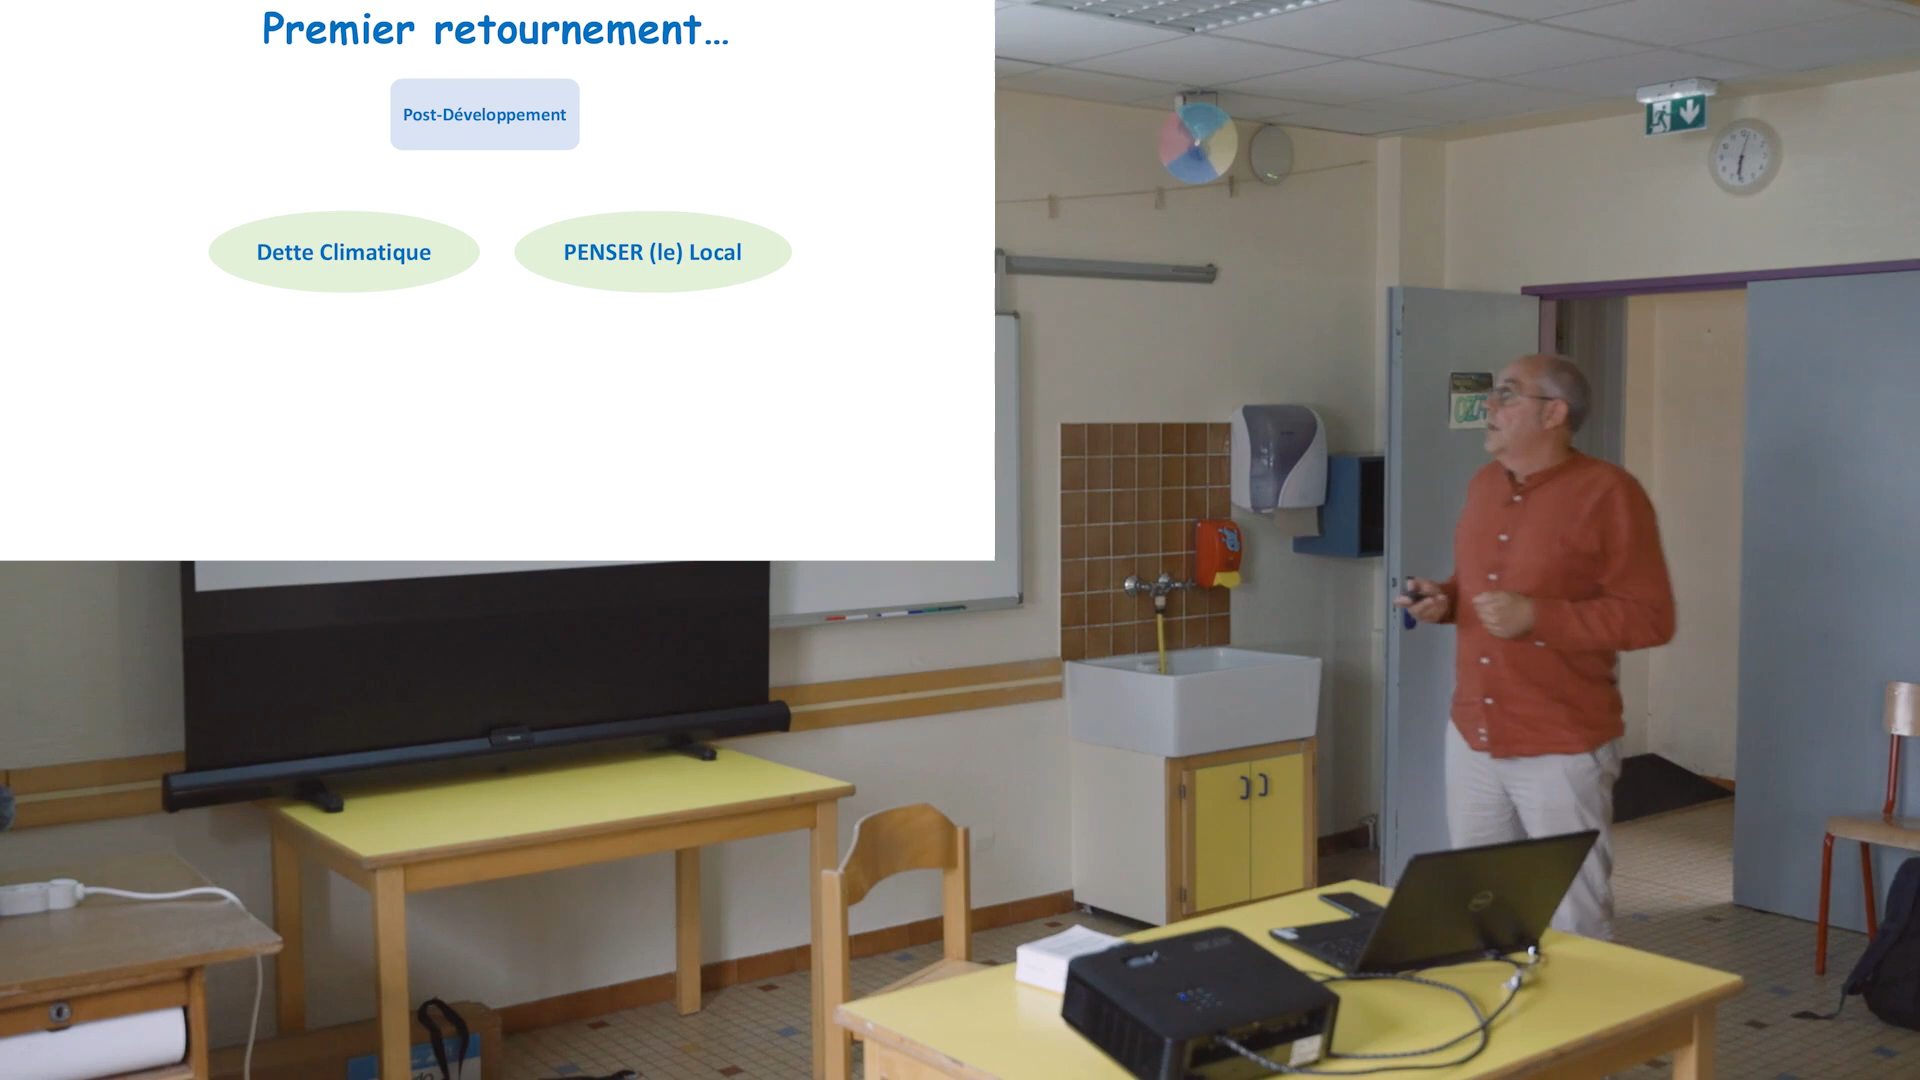 Premier retournement...
Post-Développement
Dette Climatique
PENSER (le) Local